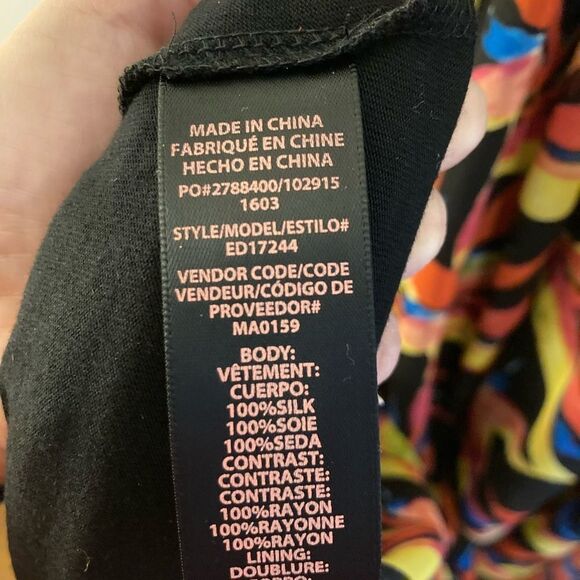 MADE IN CHINA
FABRIQUÉ EN CHINE
HECHO EN CHINA
PO#2788400/102915
1603
STYLE/MODEL/ESTILO#
ED17244
VENDOR CODE/CODE
VENDEUR/CÓDIGO DE
PROVEEDOR#
MA0159
BODY:
VÊTEMENT:
CUERPO:
100%SILK
100%SOIE
100%SEDA
CONTRAST:
CONTRASTE:
CONTRASTE:
100%RAYON
100%RAYONNE
100%RAYON
LINING:
DOUBLURE: